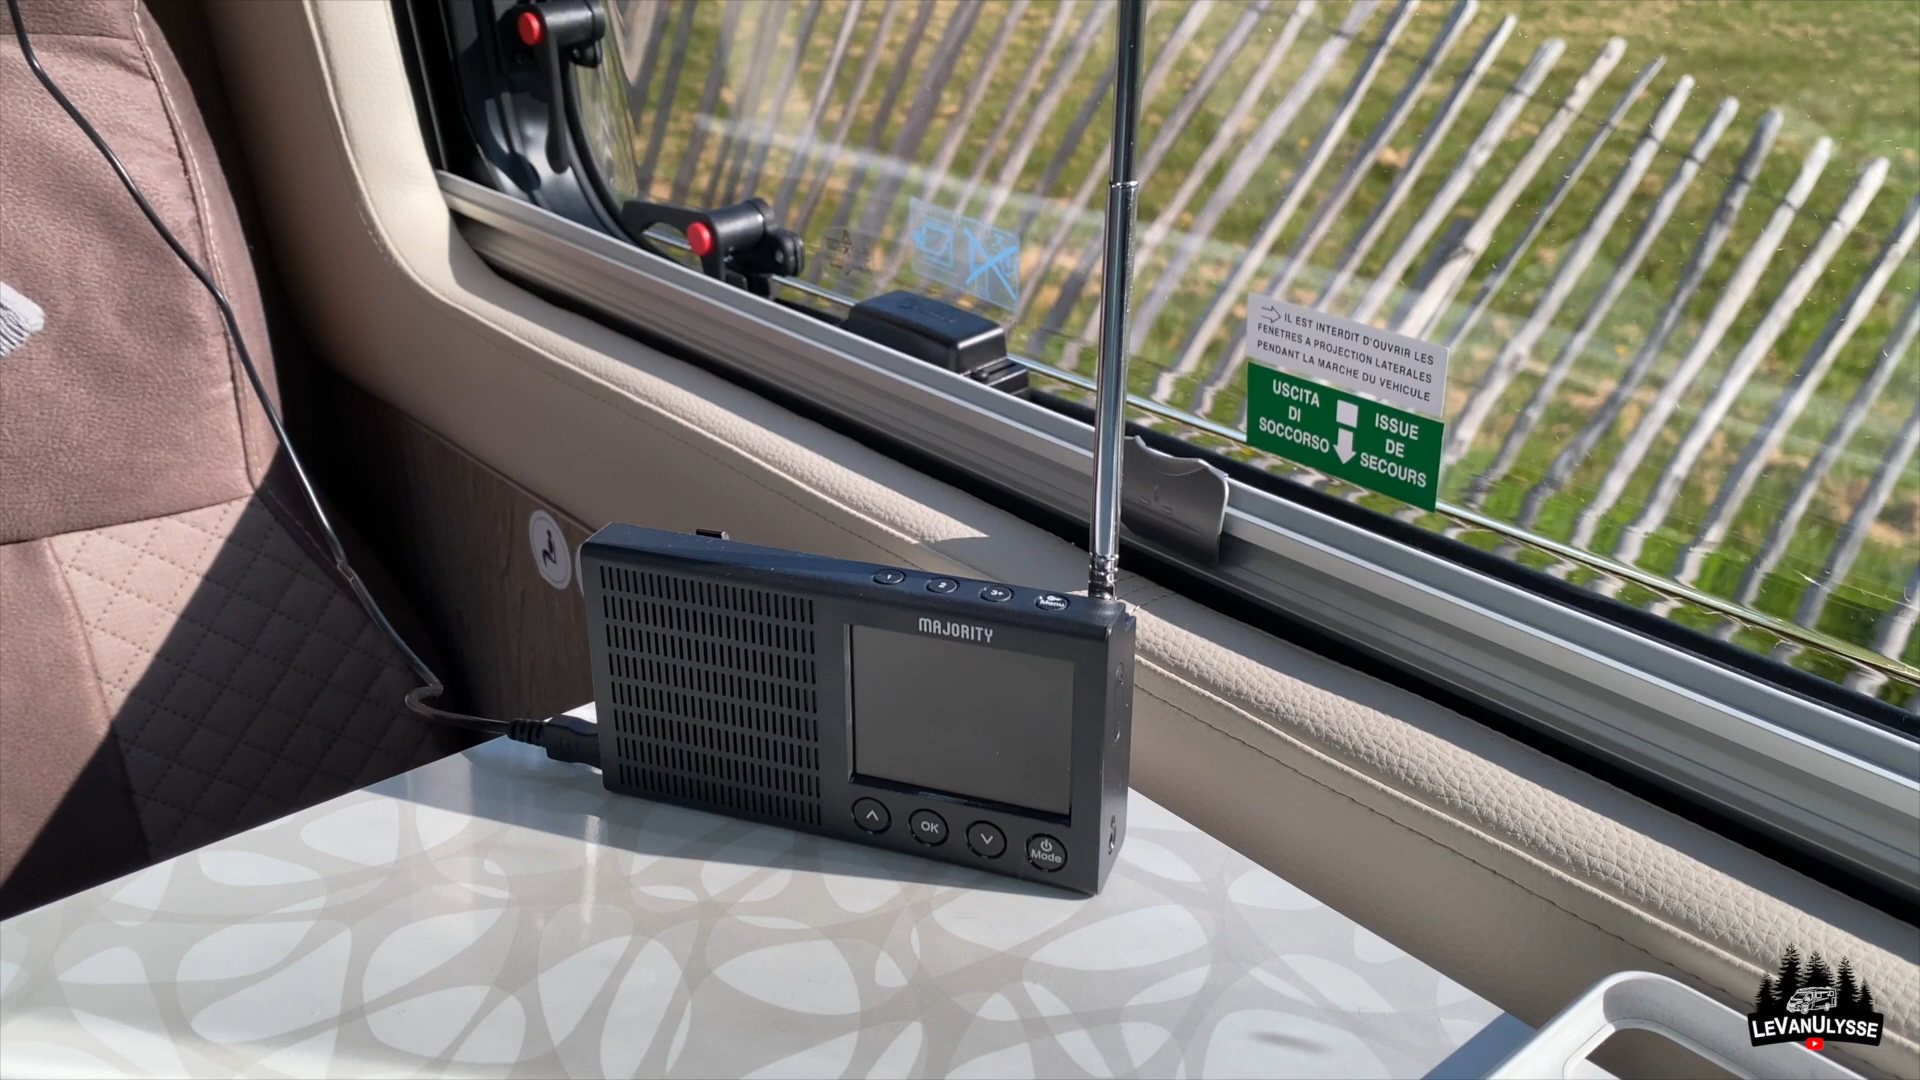 IL EST INTERDIT D'OUVRIR LES
FENETRES A PROJECTION LATERALES
PENDANT LA MARCHE DU VEHICULE
USCITA
DI
SOCCORSO
ISSUE
DE
SECOURS
1
2
3+
Menu
MAJORITY
OK
Mode
LEVANULYSSE